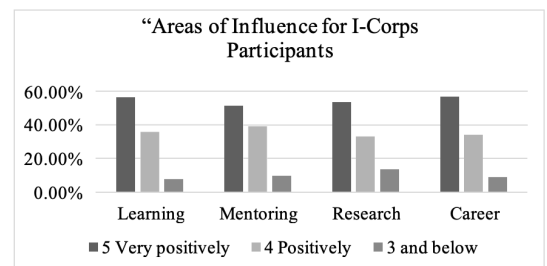 “Areas of Influence for I-Corps
Participants
60.00%
40.00%
20.00%
0.00%
Learning Mentoring Research Career
5 Very positively 4 Positively 3 and below